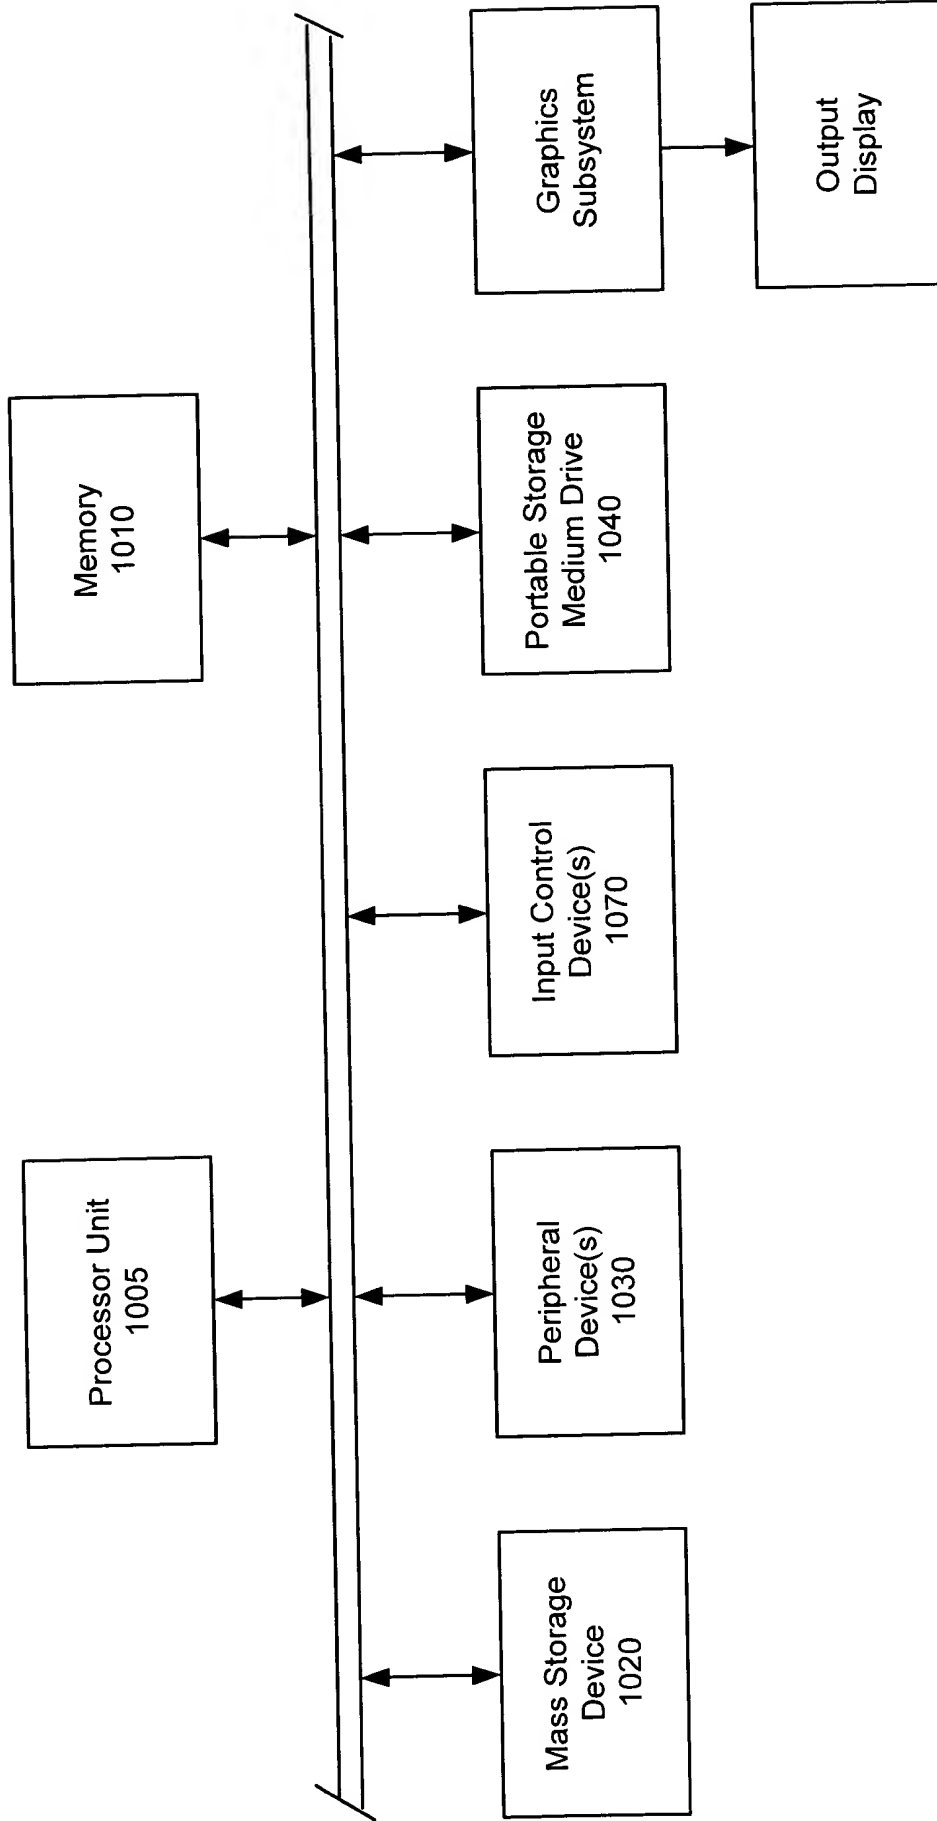 Processor Unit
1005
Memory
1010
Mass Storage
Device
1020
Peripheral
Device(s)
1030
Input Control
Device(s)
1070
Portable Storage
Medium Drive
1040
Graphics
Subsystem
Output
Display